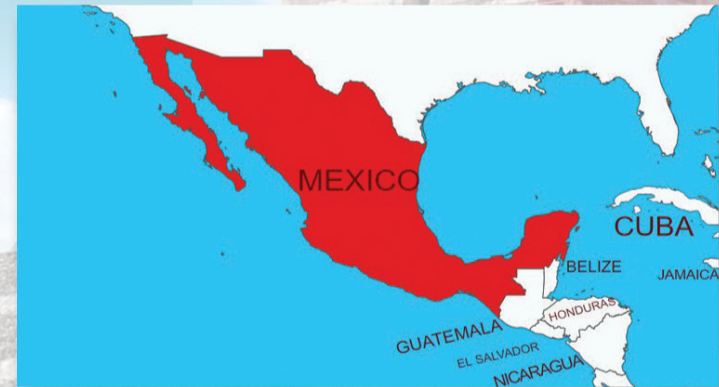 MEXICO
CUBA
BELIZE
JAMAICA
HONDURAS
GUATEMALA
EL SALVADOR
NICARAGUA